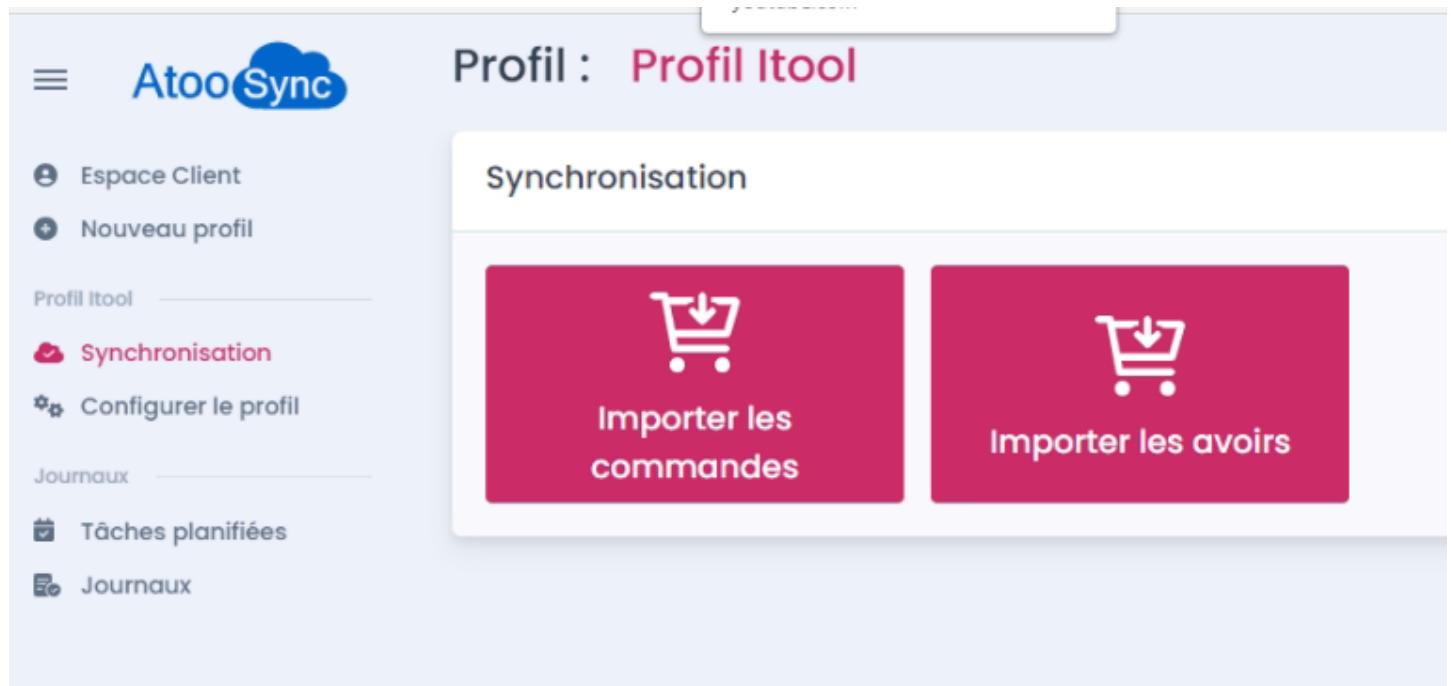 AtooSync
Profil : Profil Itool
Espace Client
Nouveau profil
Profil Itool
Synchronisation
Configurer le profil
Journaux
Tâches planifiées
Journaux
Synchronisation
Importer les
commandes
Importer les avoirs